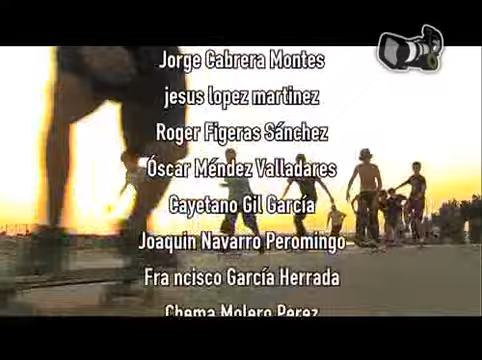 Jorge Cabrera Montes
jesus lopez martinez
Roger Figeras Sánchez
Óscar Méndez Valladares
Cayetano Gil García
Joaquin Navarro Peromingo
Fra ncisco García Herrada
Chema Molero Perez